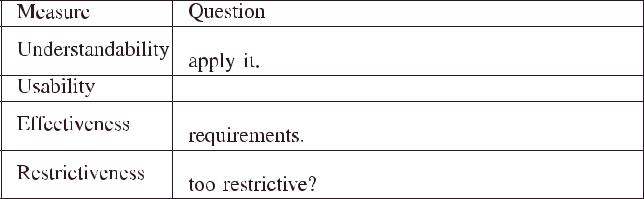 Measure Question
Understandability
apply it.
Usability
Effectiveness
requirements.
Restrictiveness
too restrictive?